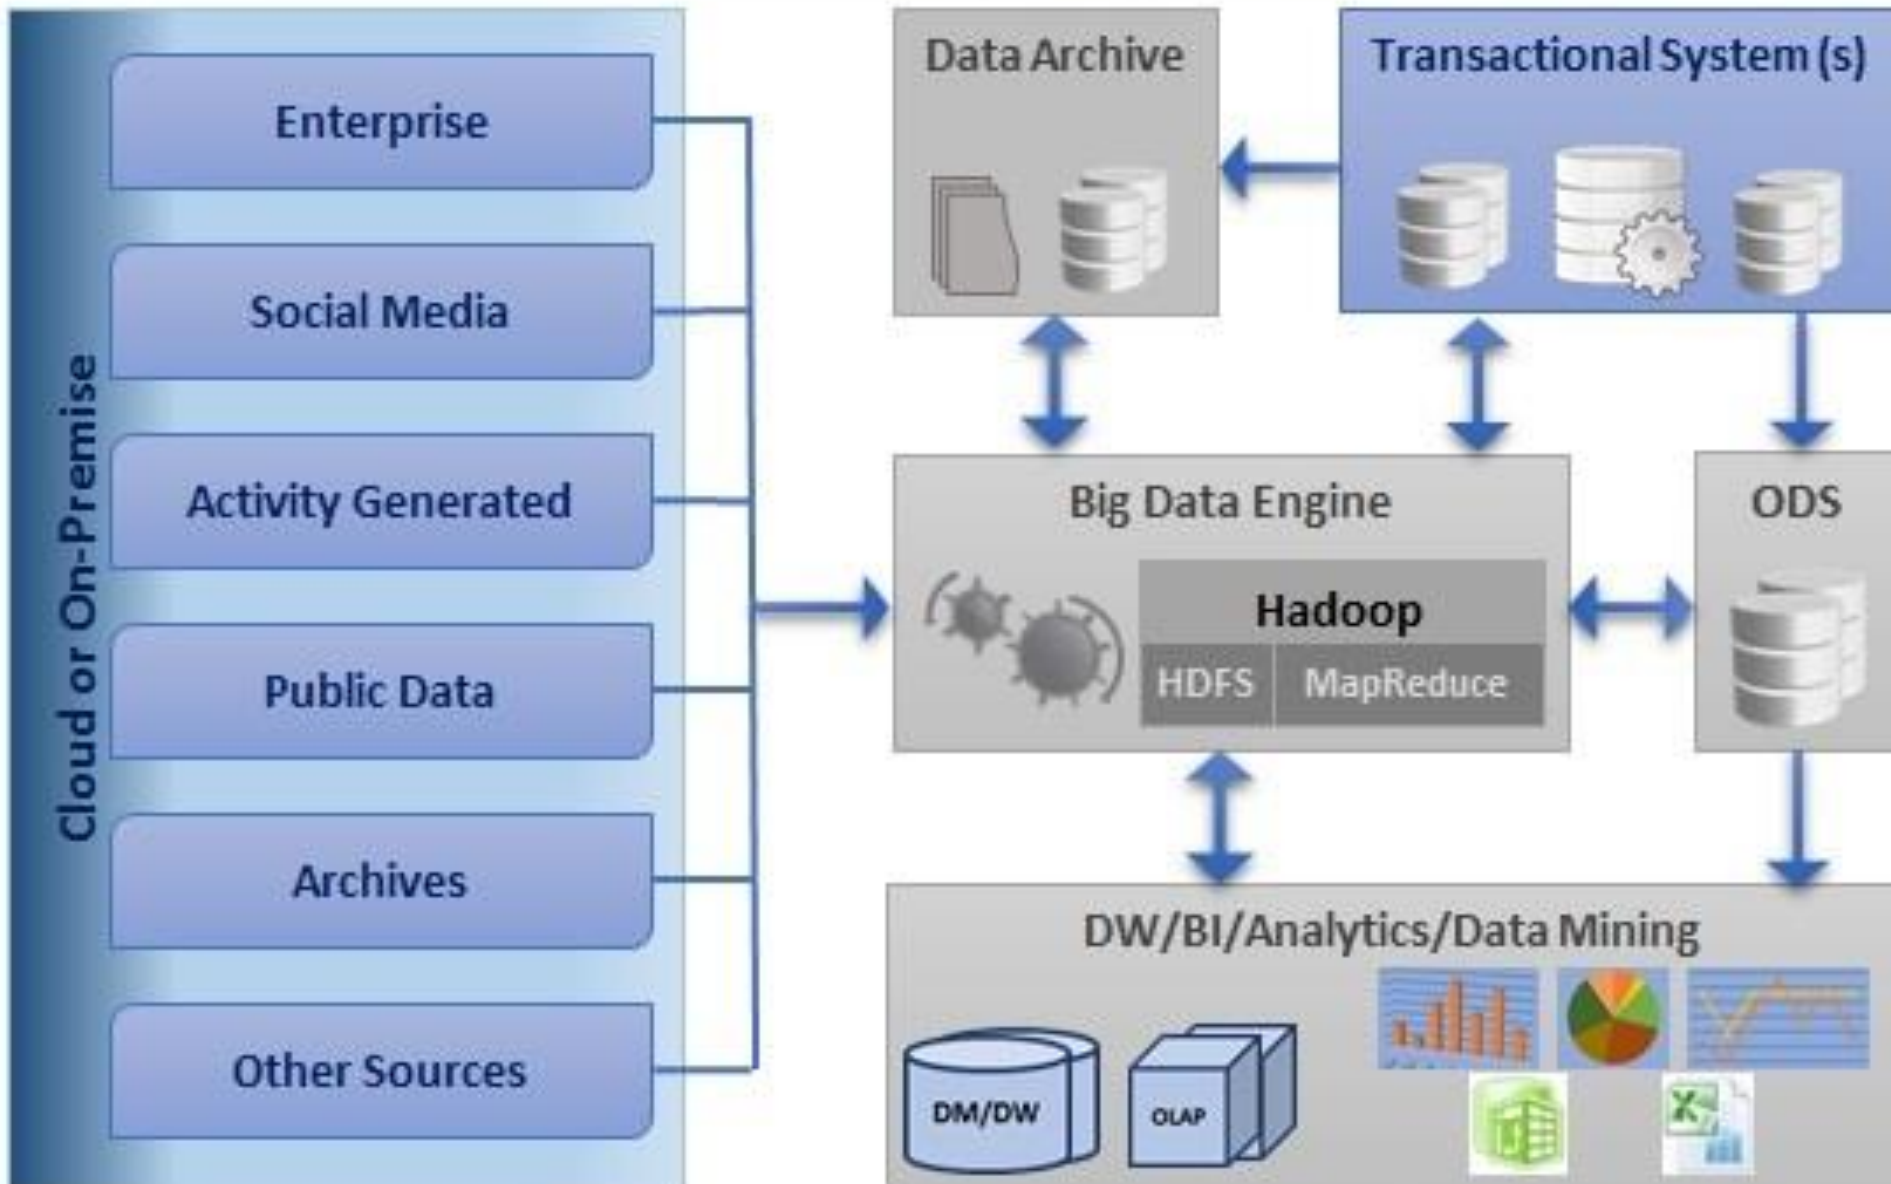 Cloud or On-Premise
Enterprise
Social Media
Activity Generated
Public Data
Archives
Other Sources
Data Archive
Transactional System (s)
Big Data Engine
Hadoop
HDFS
MapReduce
ODS
DW/BI/Analytics/Data Mining
DM/DW
OLAP
X